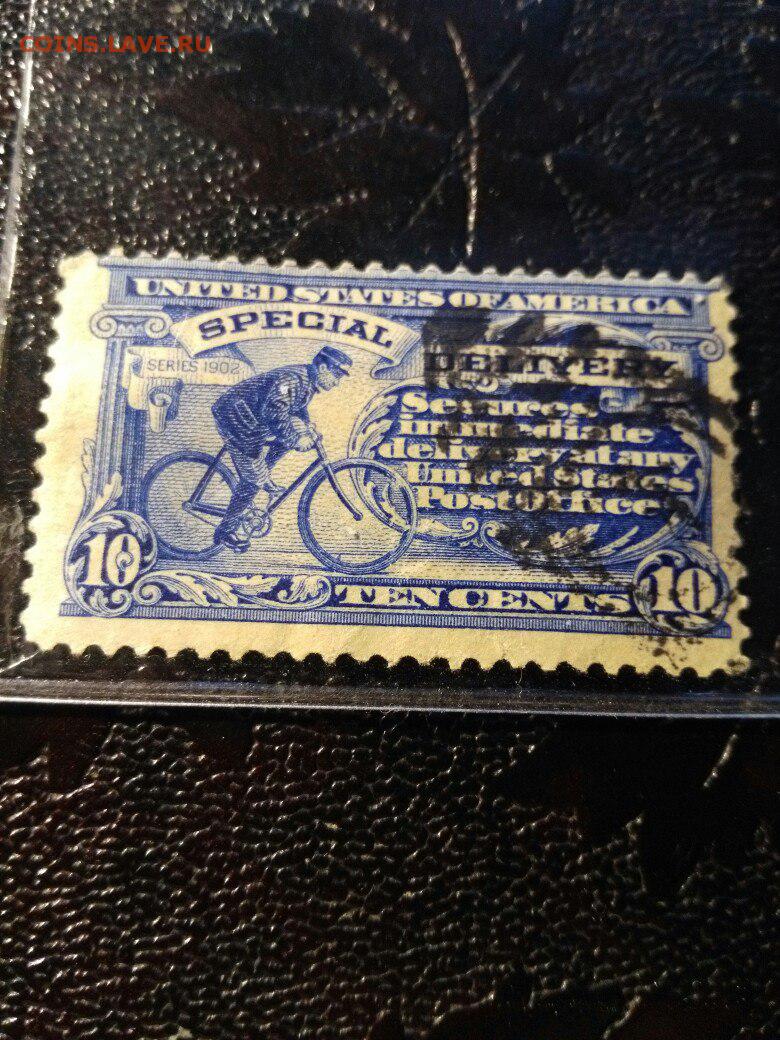 COINS.LAVE.RU
UNITED STATES OF AMERICA
SPECIAL
DELIVERY
SERIES 1902
Secures
immediate
delivery at any
United States
Post Office
10
TEN CENTS
10